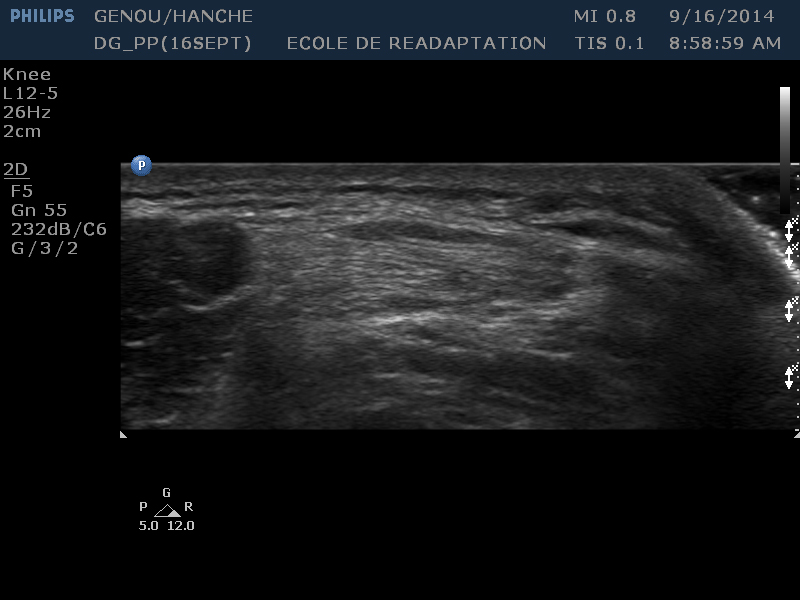 PHILIPS GENOU/HANCHE MI 0.8 9/16/2014
DG_PP(16SEPT) ECOLE DE READAPTATION TIS 0.1 8:58:59 AM
Knee
L12-5
26Hz
2cm
2D
F5
Gn 55
232dB/C6
G/3/2
P
G
P R
5.0 12.0